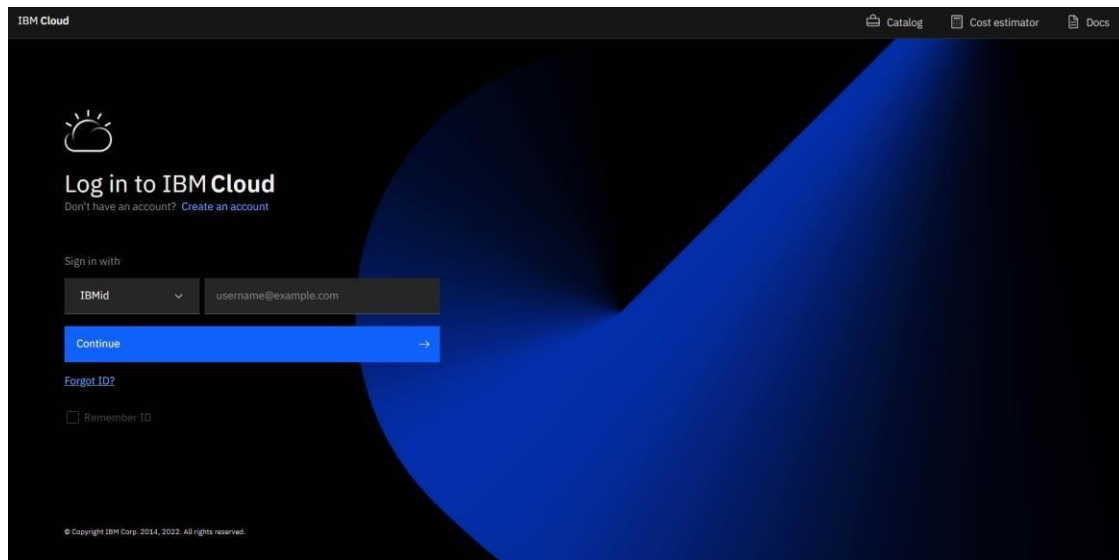 IBM Cloud Catalog Cost estimator Docs
Log in to IBM Cloud
Don't have an account? Create an account
Sign in with
IBMid username@example.com
Continue
Forgot ID?
Remember ID
© Copyright IBM Corp. 2014, 2022. All rights reserved.